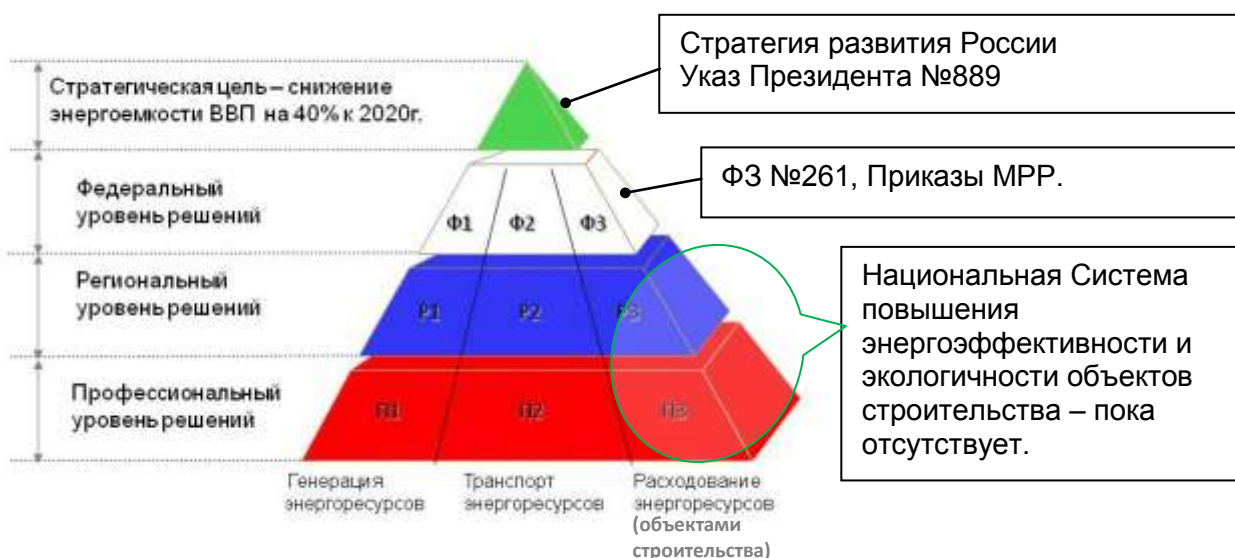 Стратегия развития России
Указ Президента №889
Стратегическая цель – снижение
энергоемкости ВВП на 40% к 2020г.
ФЗ №261, Приказы МРР.
Федеральный
уровень решений
Ф1 Ф2 Ф3
Региональный
уровень решений
Р1 Р2 Р3
Национальная Система
повышения
энергоэффективности и
экологичности объектов
строительства – пока
отсутствует.
Профессиональный
уровень решений
П1 П2 П3
Генерация
энергоресурсов
Транспорт
энергоресурсов
Расходование
энергоресурсов
(объектами
строительства)